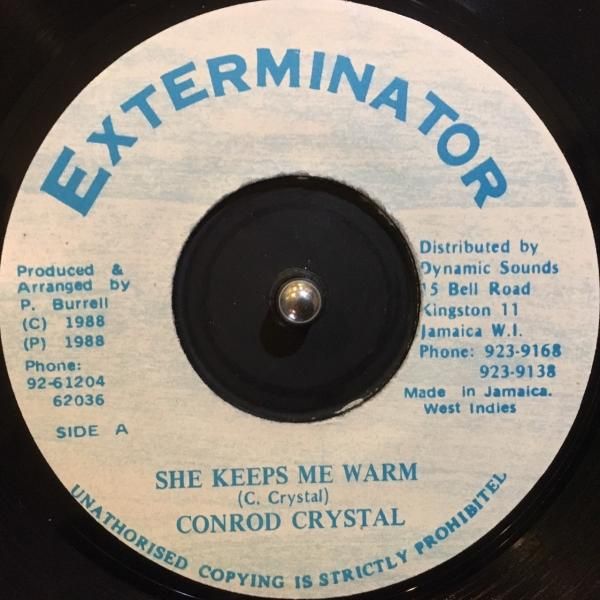 EXTERMINATOR
Produced &
Arranged by
P. Burrell
(C) 1988
(P) 1988
Phone:
92-61204
62036
SIDE A
Distributed by
Dynamic Sounds
15 Bell Road
Kingston 11
Jamaica W.I.
Phone: 923-9168
923-9138
Made in Jamaica.
West Indies
SHE KEEPS ME WARM
(C. Crystal)
CONROD CRYSTAL
UNATHORISED COPYING IS STRICTLY PROHIBITED